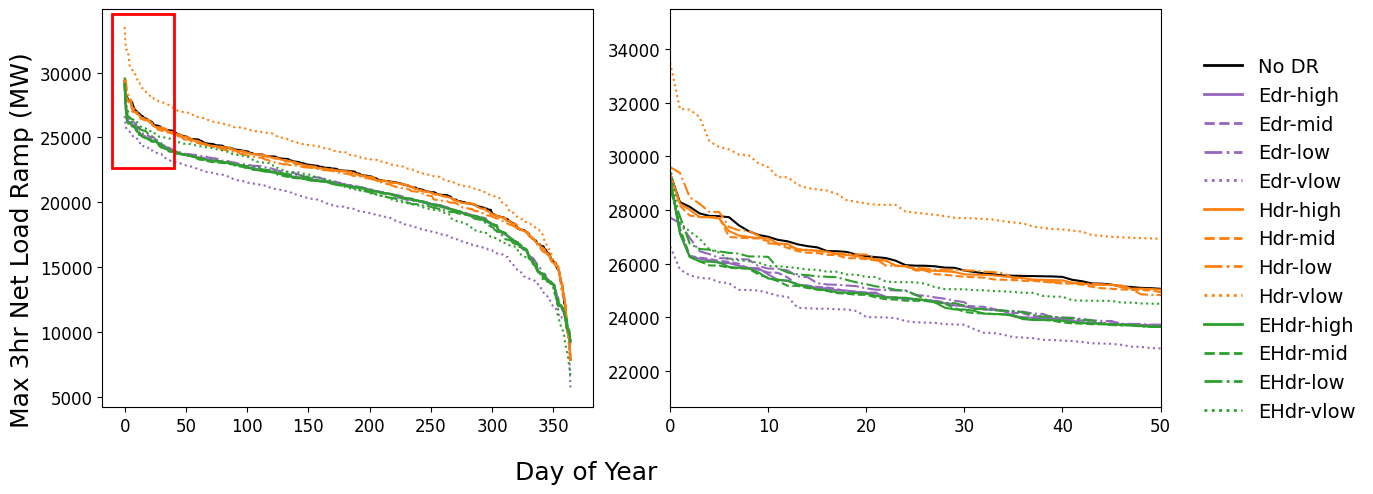 Max 3hr Net Load Ramp (MW)
30000
25000
20000
15000
10000
5000
0 50 100 150 200 250 300 350
34000
32000
30000
28000
26000
24000
22000
0 10 20 30 40 50
Day of Year
No DR
Edr-high
Edr-mid
Edr-low
Edr-vlow
Hdr-high
Hdr-mid
Hdr-low
Hdr-vlow
EHdr-high
EHdr-mid
EHdr-low
EHdr-vlow